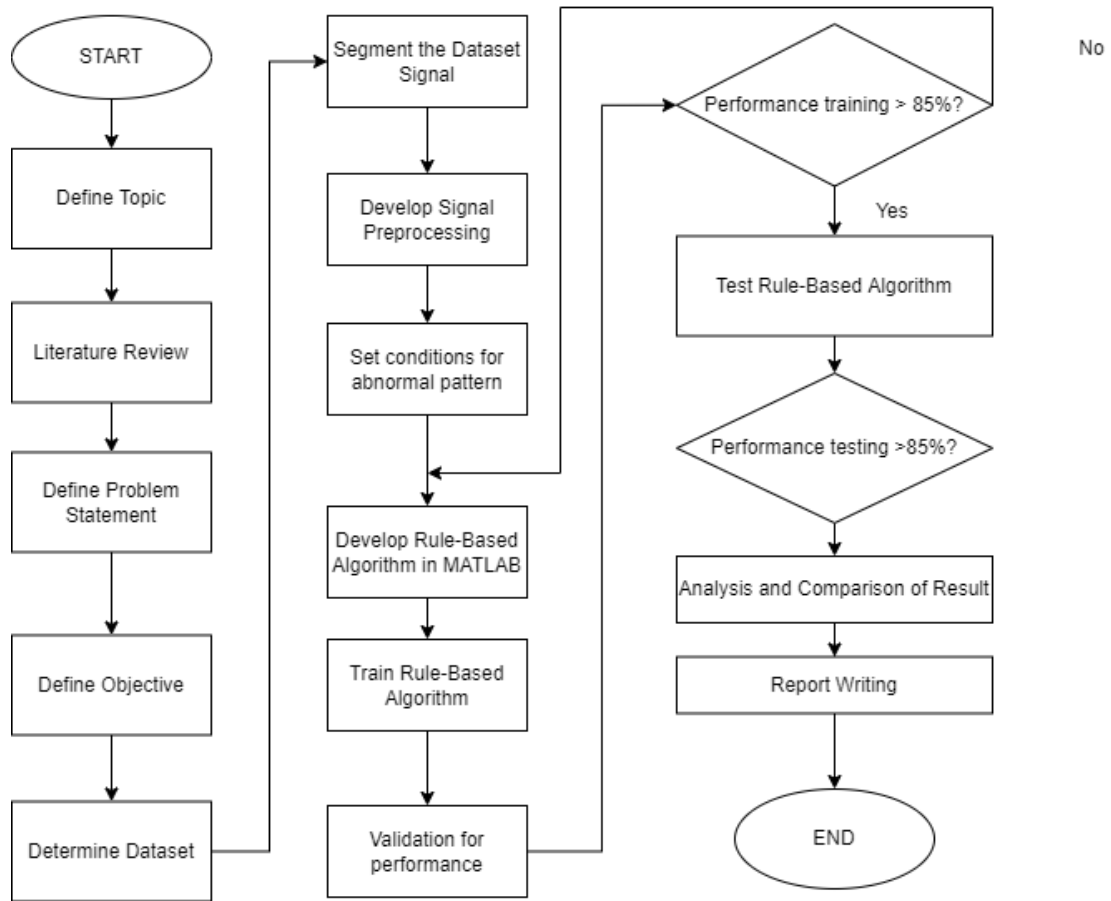 START
Define Topic
Literature Review
Define Problem
Statement
Define Objective
Determine Dataset
Segment the Dataset
Signal
Develop Signal
Preprocessing
Set conditions for
abnormal pattern
Develop Rule-Based
Algorithm in MATLAB
Train Rule-Based
Algorithm
Validation for
performance
Performance training > 85%?
No
Yes
Test Rule-Based Algorithm
Performance testing >85%?
Analysis and Comparison of Result
Report Writing
END